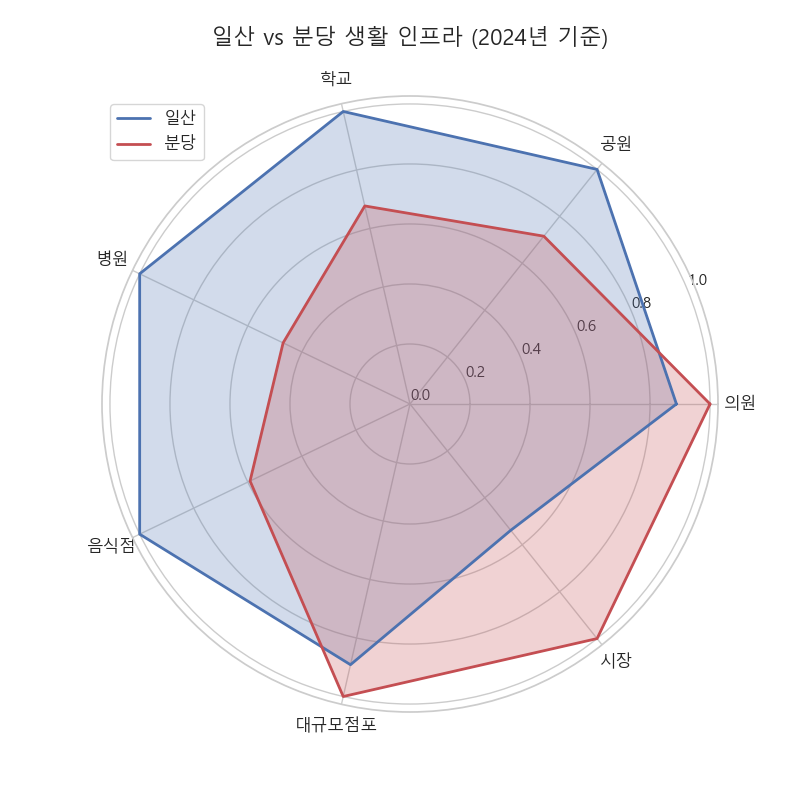 일산 vs 분당 생활 인프라 (2024년 기준)
학교
일산
분당
공원
병원
1.0
0.8
0.6
0.4
0.2
0.0
의원
음식점
시장
대규모점포